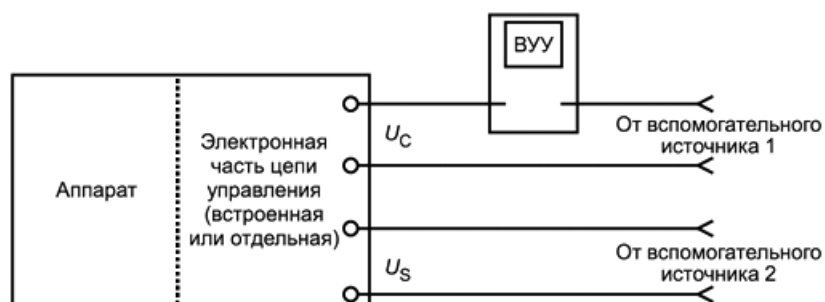 ВУУ
Аппарат
Электронная
часть цепи
управления
(встроенная
или отдельная)
U_C
От вспомогательного
источника 1
U_S
От вспомогательного
источника 2